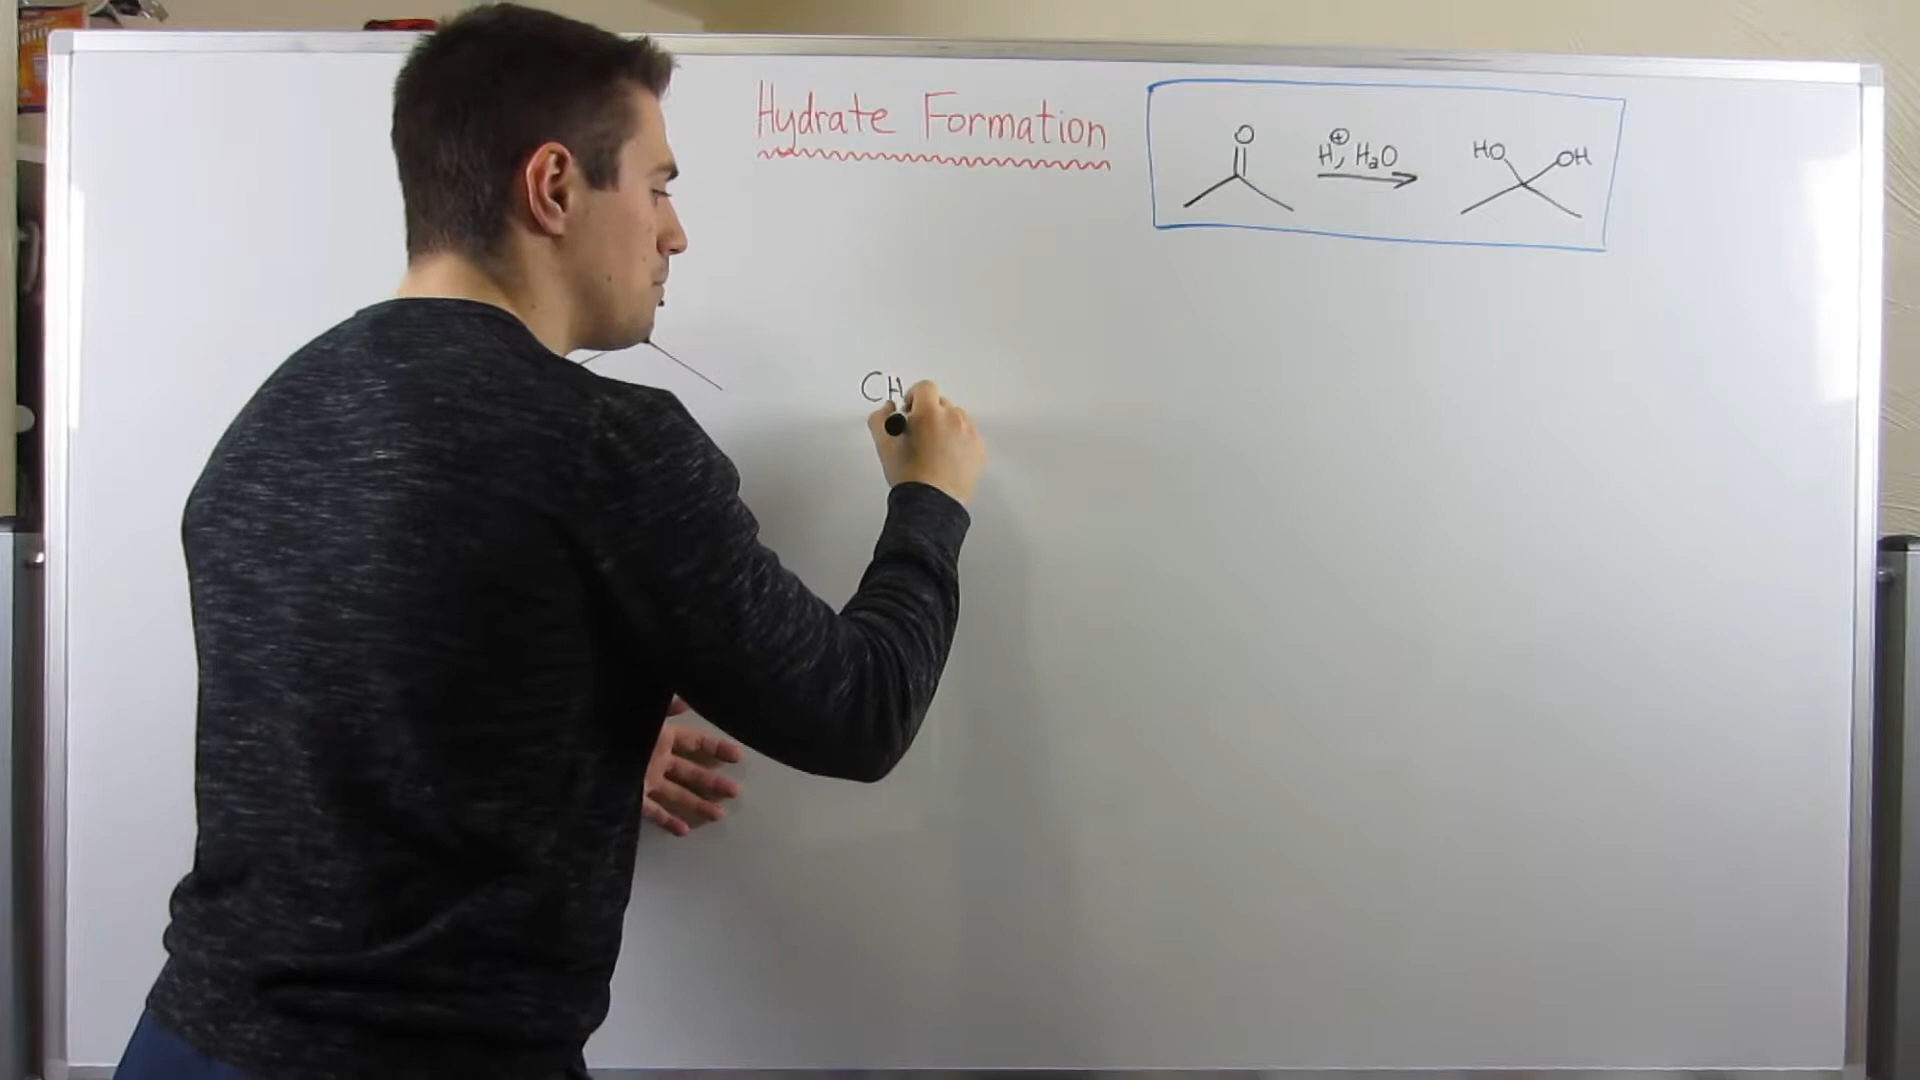 Hydrate Formation
O
H⊕, H2O
HO OH
CH